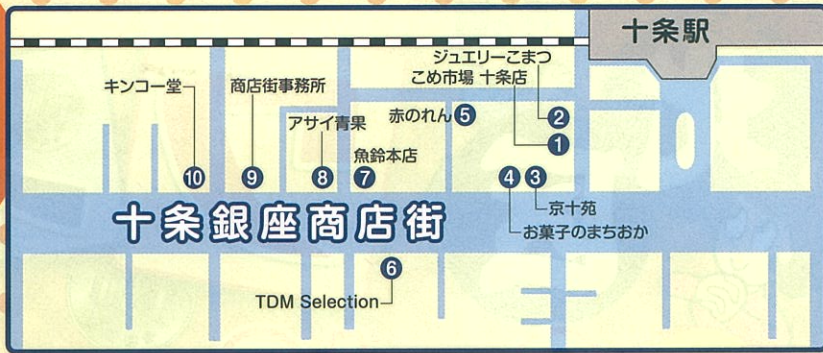 十条駅
ジュエリーこまつ
こめ市場 十条店
キンコー堂
商店街事務所
アサイ青果
赤のれん
魚鈴本店
5
2
1
10
9
8
7
4
3
京十苑
お菓子のまちおか
十条銀座商店街
6
TDM Selection